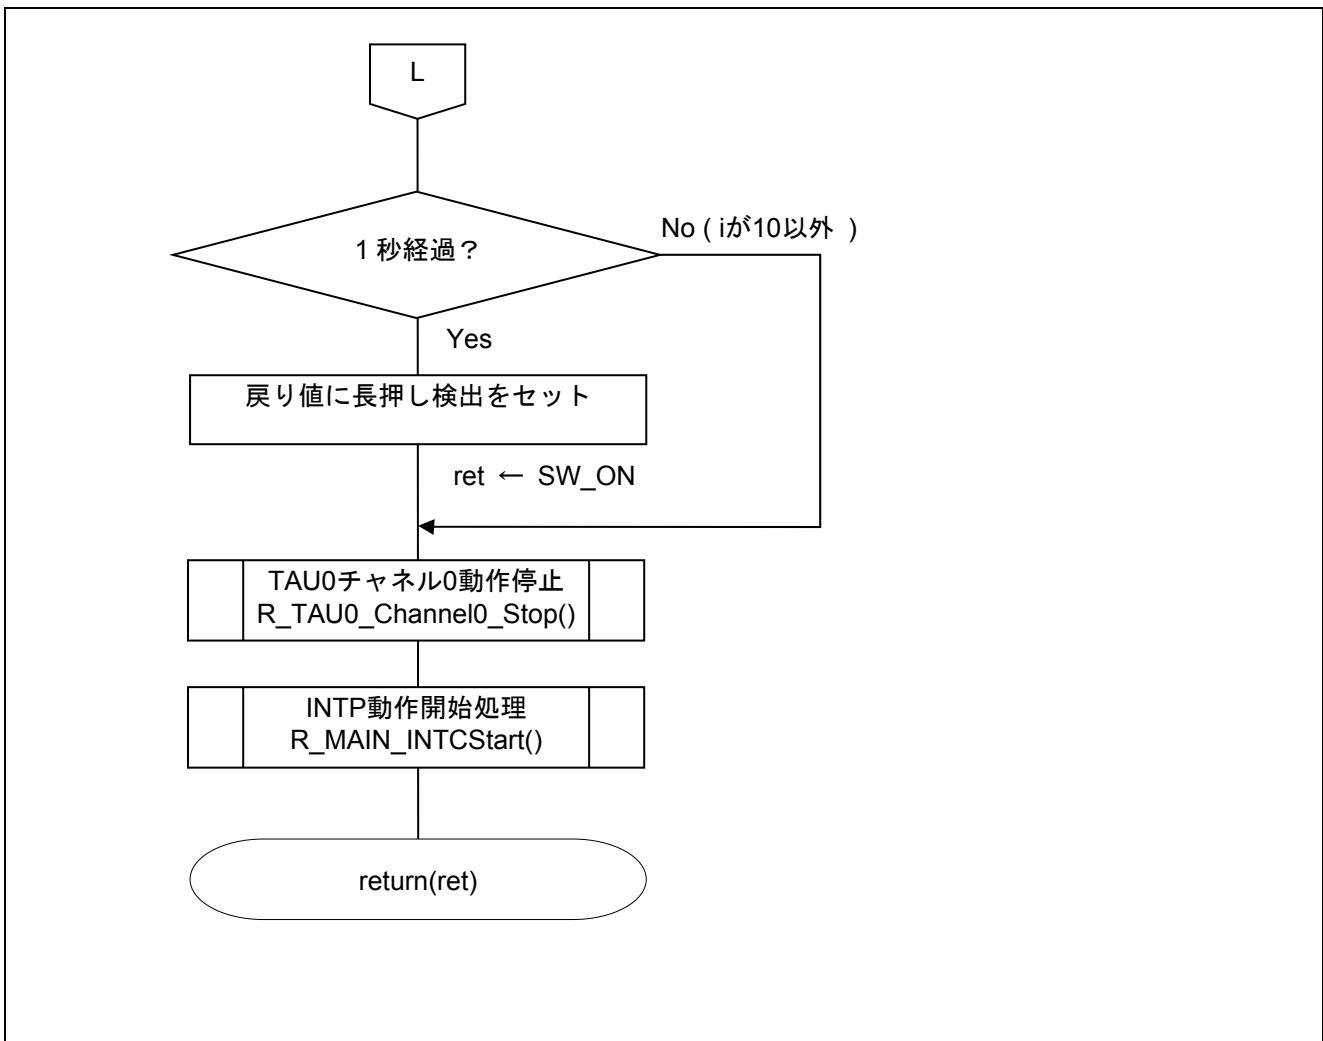 L
No ( iが10以外 )
1 秒経過？
Yes
戻り値に長押し検出をセット
ret ← SW_ON
TAU0チャネル0動作停止
R_TAU0_Channel0_Stop()
INTP動作開始処理
R_MAIN_INTCStart()
return(ret)